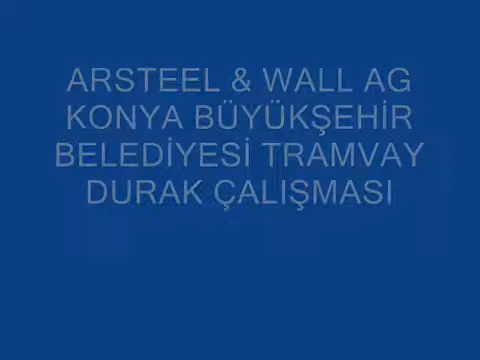 ARSTEEL & WALL AG
KONYA BÜYÜKŞEHİR
BELEDİYESİ TRAMVAY
DURAK ÇALIŞMASI